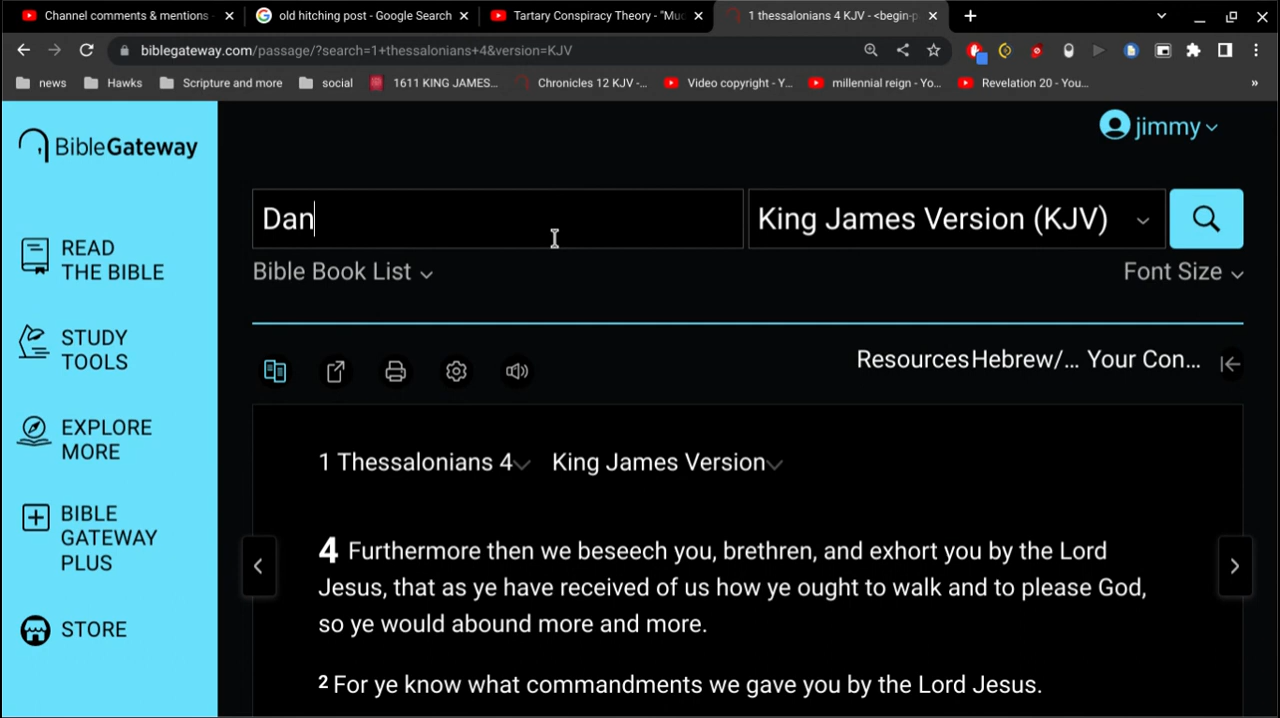 Channel comments & mentions -
old hitching post - Google Search
Tartary Conspiracy Theory - "Muc
1 thessalonians 4 KJV - <begin-p
biblegateway.com/passage/?search=1+thessalonians+4&version=KJV
news
Hawks
Scripture and more
social
1611 KING JAMES...
Chronicles 12 KJV -...
Video copyright - Y...
millennial reign - Yo...
Revelation 20 - You...
»
BibleGateway
jimmy
Dan
King James Version (KJV)
Bible Book List
Font Size
READ
THE BIBLE
STUDY
TOOLS
EXPLORE
MORE
BIBLE
GATEWAY
PLUS
STORE
Resources Hebrew/... Your Con...
1 Thessalonians 4 King James Version
4 Furthermore then we beseech you, brethren, and exhort you by the Lord
Jesus, that as ye have received of us how ye ought to walk and to please God,
so ye would abound more and more.
2 For ye know what commandments we gave you by the Lord Jesus.